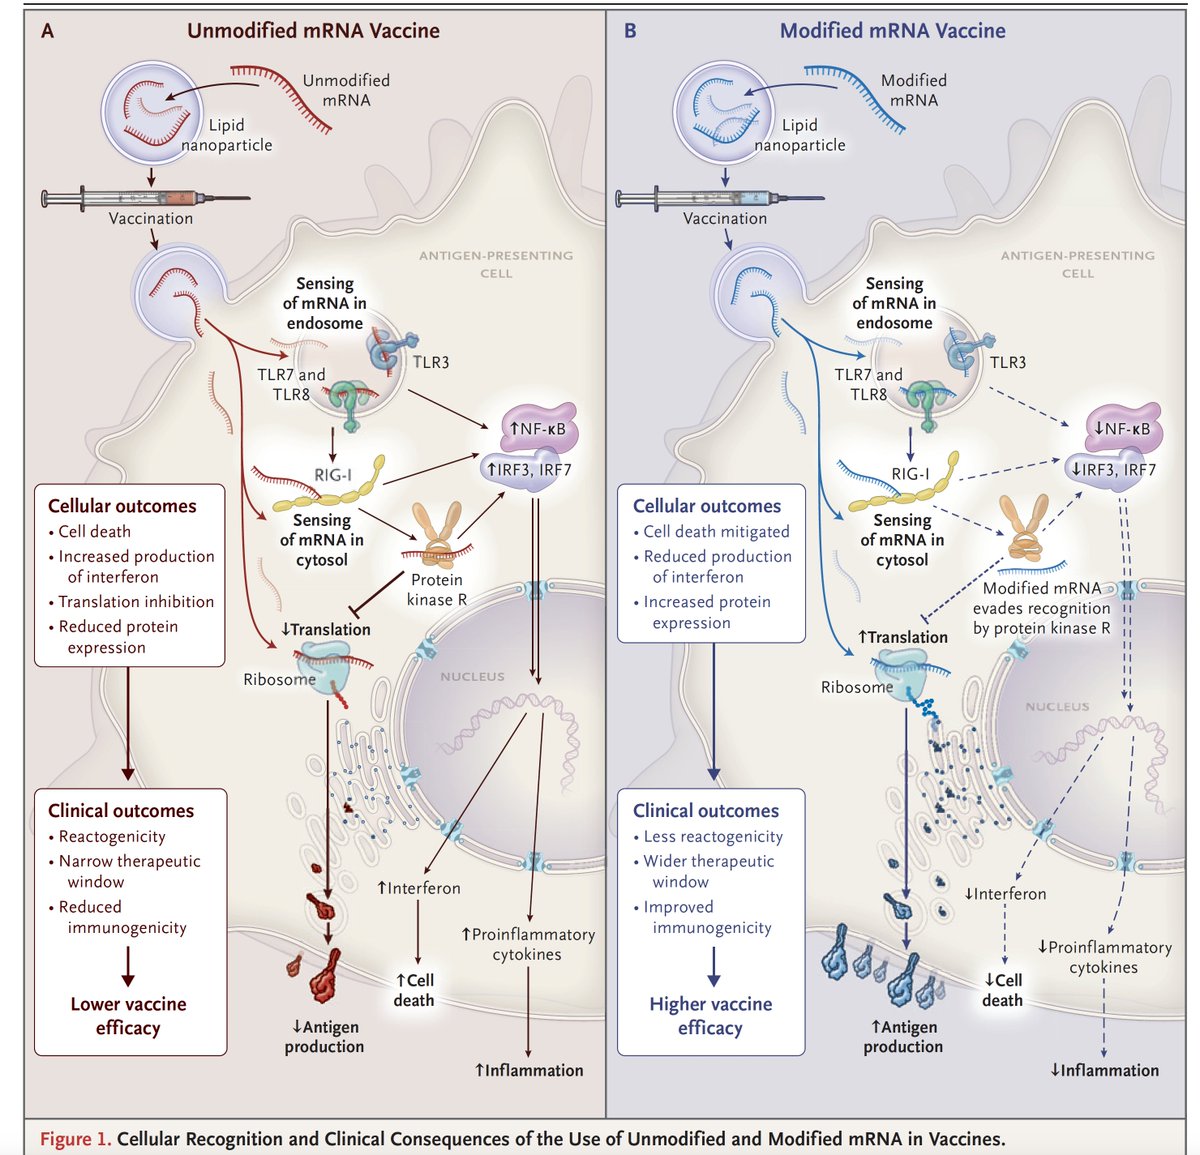 A
Unmodified mRNA Vaccine
Unmodified
mRNA
Lipid
nanoparticle
Vaccination
ANTIGEN-PRESENTING
CELL
Sensing
of mRNA in
endosome
TLR3
TLR7 and
TLR8
↑NF-κB
RIG-I
↑IRF3, IRF7
Sensing
of mRNA in
cytosol
Protein
kinase R
↓Translation
Ribosome
NUCLEUS
Cellular outcomes
• Cell death
• Increased production
of interferon
• Translation inhibition
• Reduced protein
expression
Clinical outcomes
• Reactogenicity
• Narrow therapeutic
window
• Reduced
immunogenicity
Lower vaccine
efficacy
↑Interferon
↑Proinflammatory
cytokines
↑Cell
death
↓Antigen
production
↑Inflammation
B
Modified mRNA Vaccine
Modified
mRNA
Lipid
nanoparticle
Vaccination
ANTIGEN-PRESENTING
CELL
Sensing
of mRNA in
endosome
TLR3
TLR7 and
TLR8
↓NF-κB
RIG-I
↓IRF3, IRF7
Sensing
of mRNA in
cytosol
Modified mRNA
evades recognition
by protein kinase R
↑Translation
Ribosome
NUCLEUS
Cellular outcomes
• Cell death mitigated
• Reduced production
of interferon
• Increased protein
expression
Clinical outcomes
• Less reactogenicity
• Wider therapeutic
window
• Improved
immunogenicity
Higher vaccine
efficacy
↓Interferon
↓Proinflammatory
cytokines
↓Cell
death
↑Antigen
production
↓Inflammation
Figure 1. Cellular Recognition and Clinical Consequences of the Use of Unmodified and Modified mRNA in Vaccines.